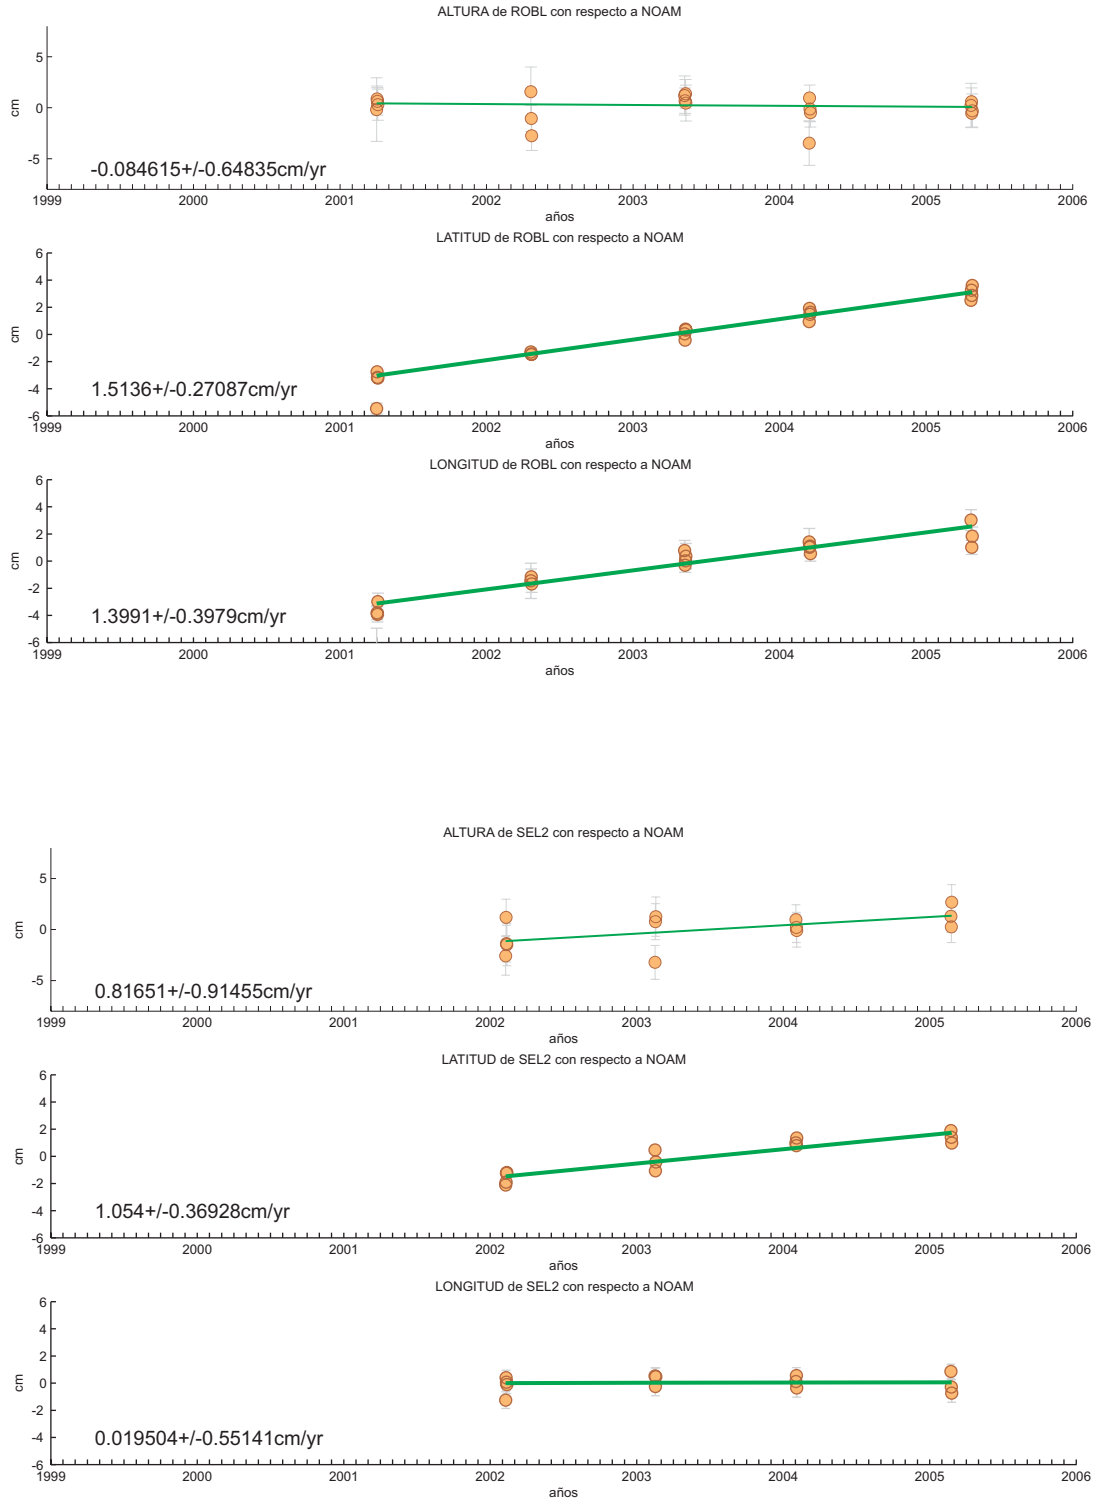 ALTURA de ROBL con respecto a NOAM
5
0
-5
cm
-0.084615+/-0.64835cm/yr
1999 2000 2001 2002 2003 2004 2005 2006
años
LATITUD de ROBL con respecto a NOAM
6
4
2
0
-2
-4
-6
cm
1.5136+/-0.27087cm/yr
1999 2000 2001 2002 2003 2004 2005 2006
años
LONGITUD de ROBL con respecto a NOAM
6
4
2
0
-2
-4
-6
cm
1.3991+/-0.3979cm/yr
1999 2000 2001 2002 2003 2004 2005 2006
años
ALTURA de SEL2 con respecto a NOAM
5
0
-5
cm
0.81651+/-0.91455cm/yr
1999 2000 2001 2002 2003 2004 2005 2006
años
LATITUD de SEL2 con respecto a NOAM
6
4
2
0
-2
-4
-6
cm
1.054+/-0.36928cm/yr
1999 2000 2001 2002 2003 2004 2005 2006
años
LONGITUD de SEL2 con respecto a NOAM
6
4
2
0
-2
-4
-6
cm
0.019504+/-0.55141cm/yr
1999 2000 2001 2002 2003 2004 2005 2006
años